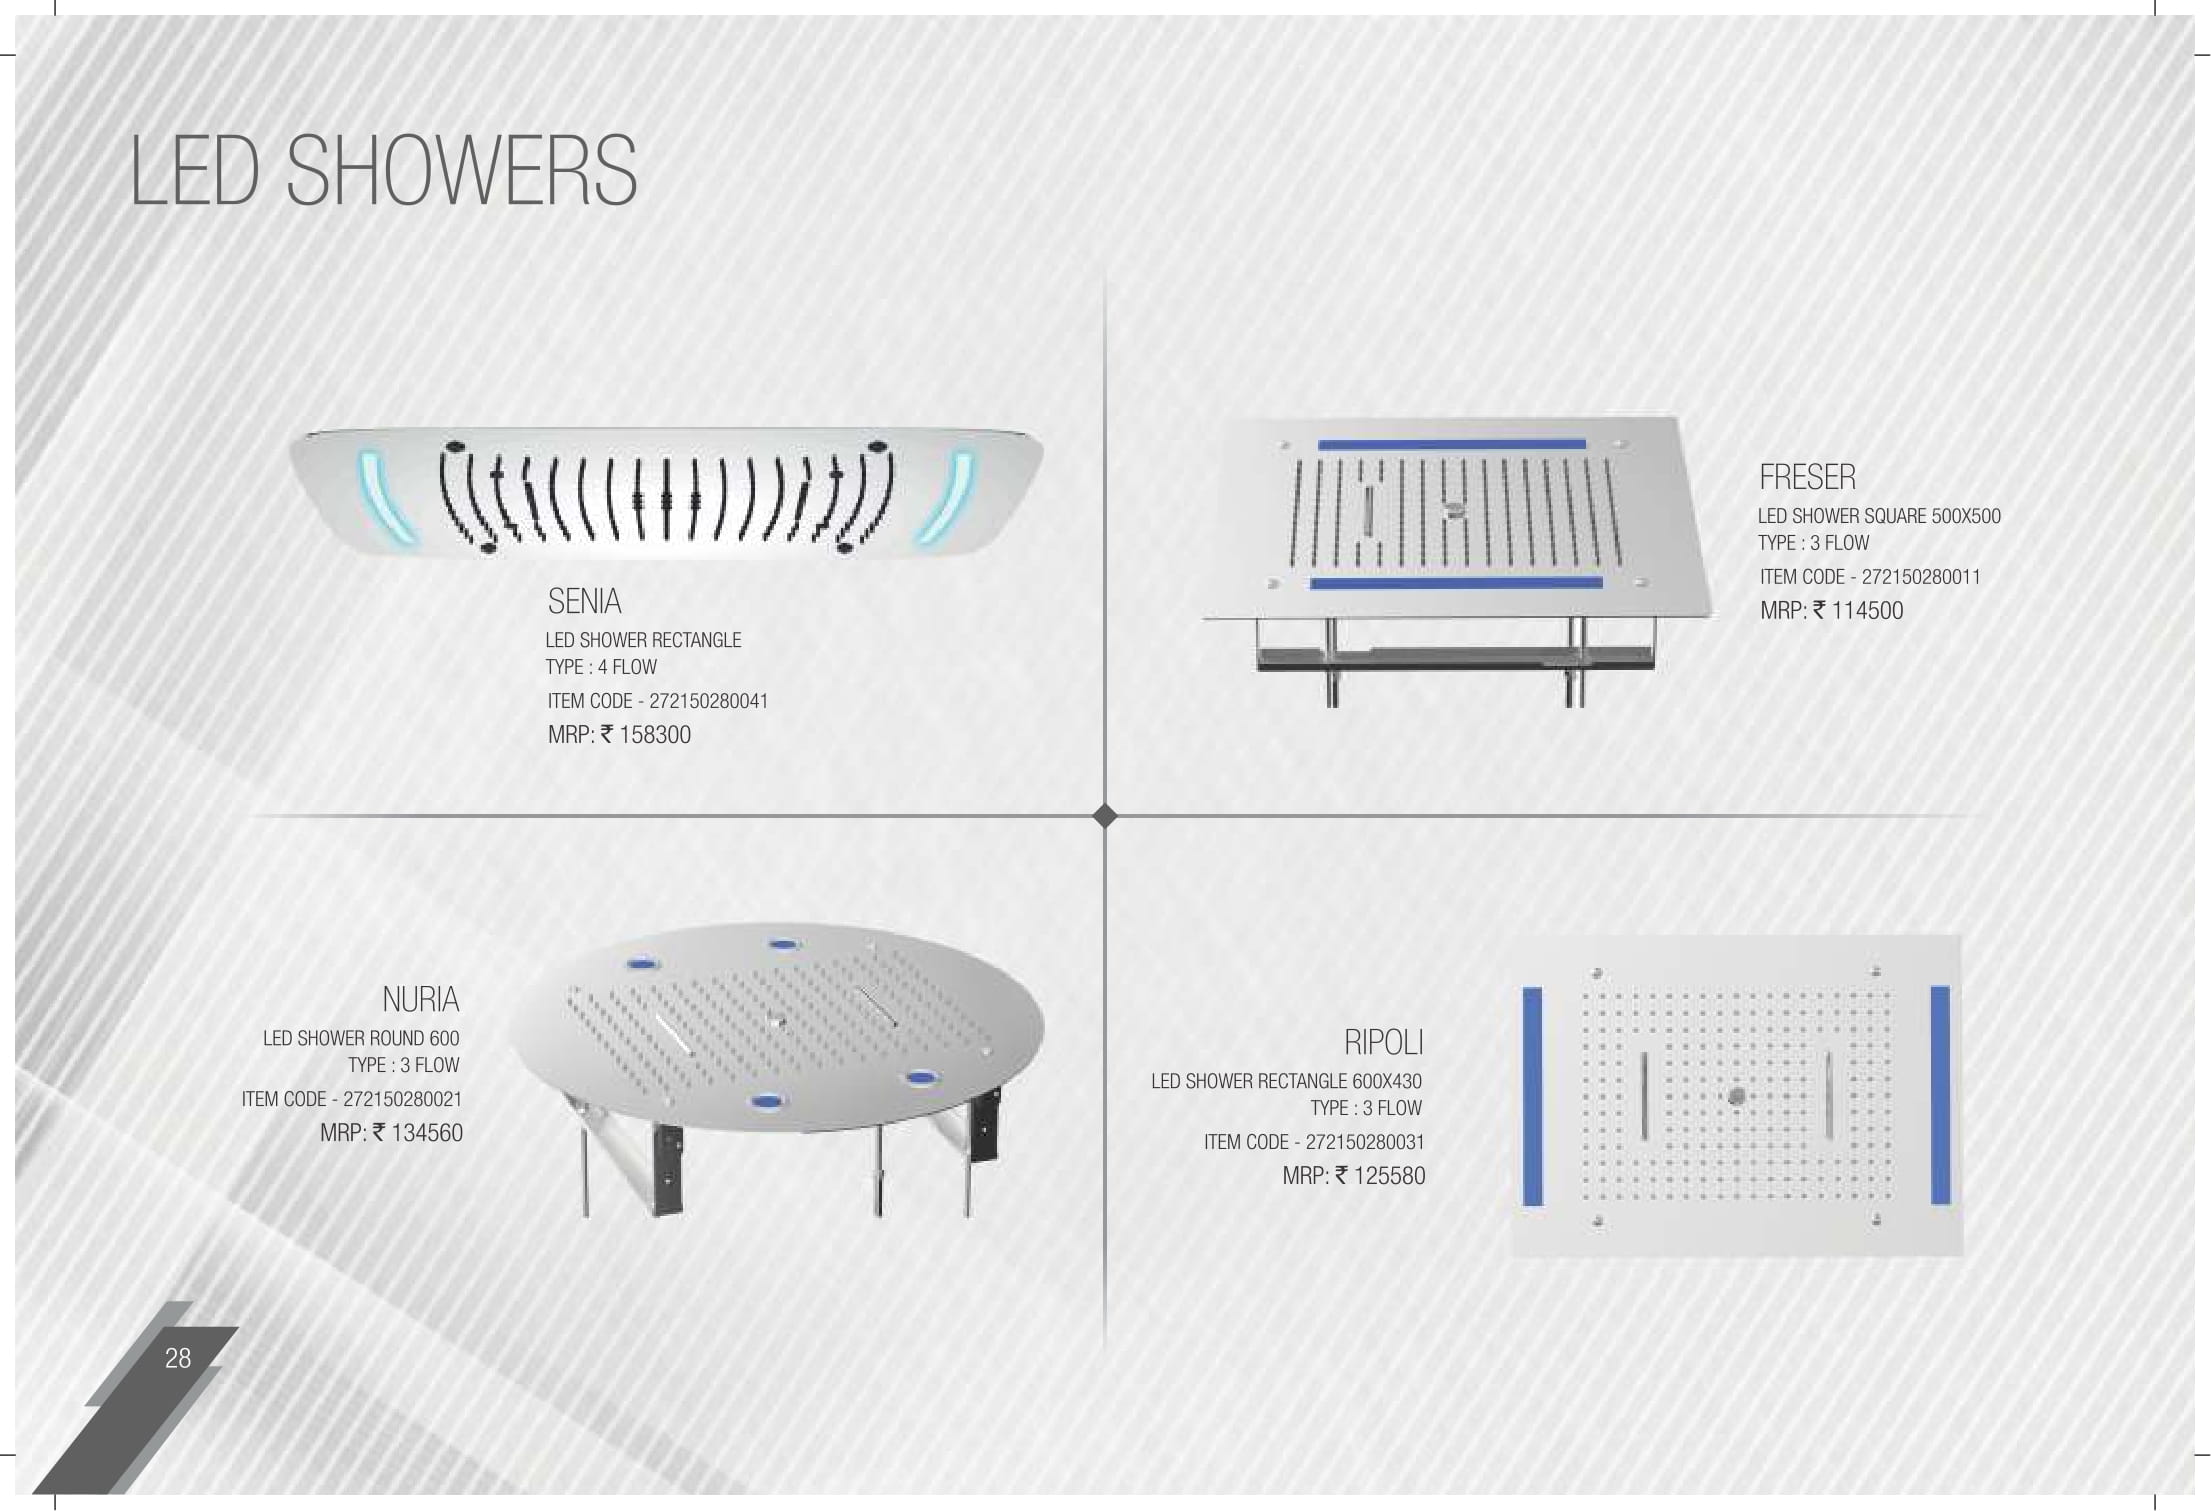 LED SHOWERS
SENIA
LED SHOWER RECTANGLE
TYPE : 4 FLOW
ITEM CODE - 272150280041
MRP: ₹ 158300
FRESER
LED SHOWER SQUARE 500X500
TYPE : 3 FLOW
ITEM CODE - 272150280011
MRP: ₹ 114500
NURIA
LED SHOWER ROUND 600
TYPE : 3 FLOW
ITEM CODE - 272150280021
MRP: ₹ 134560
RIPOLI
LED SHOWER RECTANGLE 600X430
TYPE : 3 FLOW
ITEM CODE - 272150280031
MRP: ₹ 125580
28